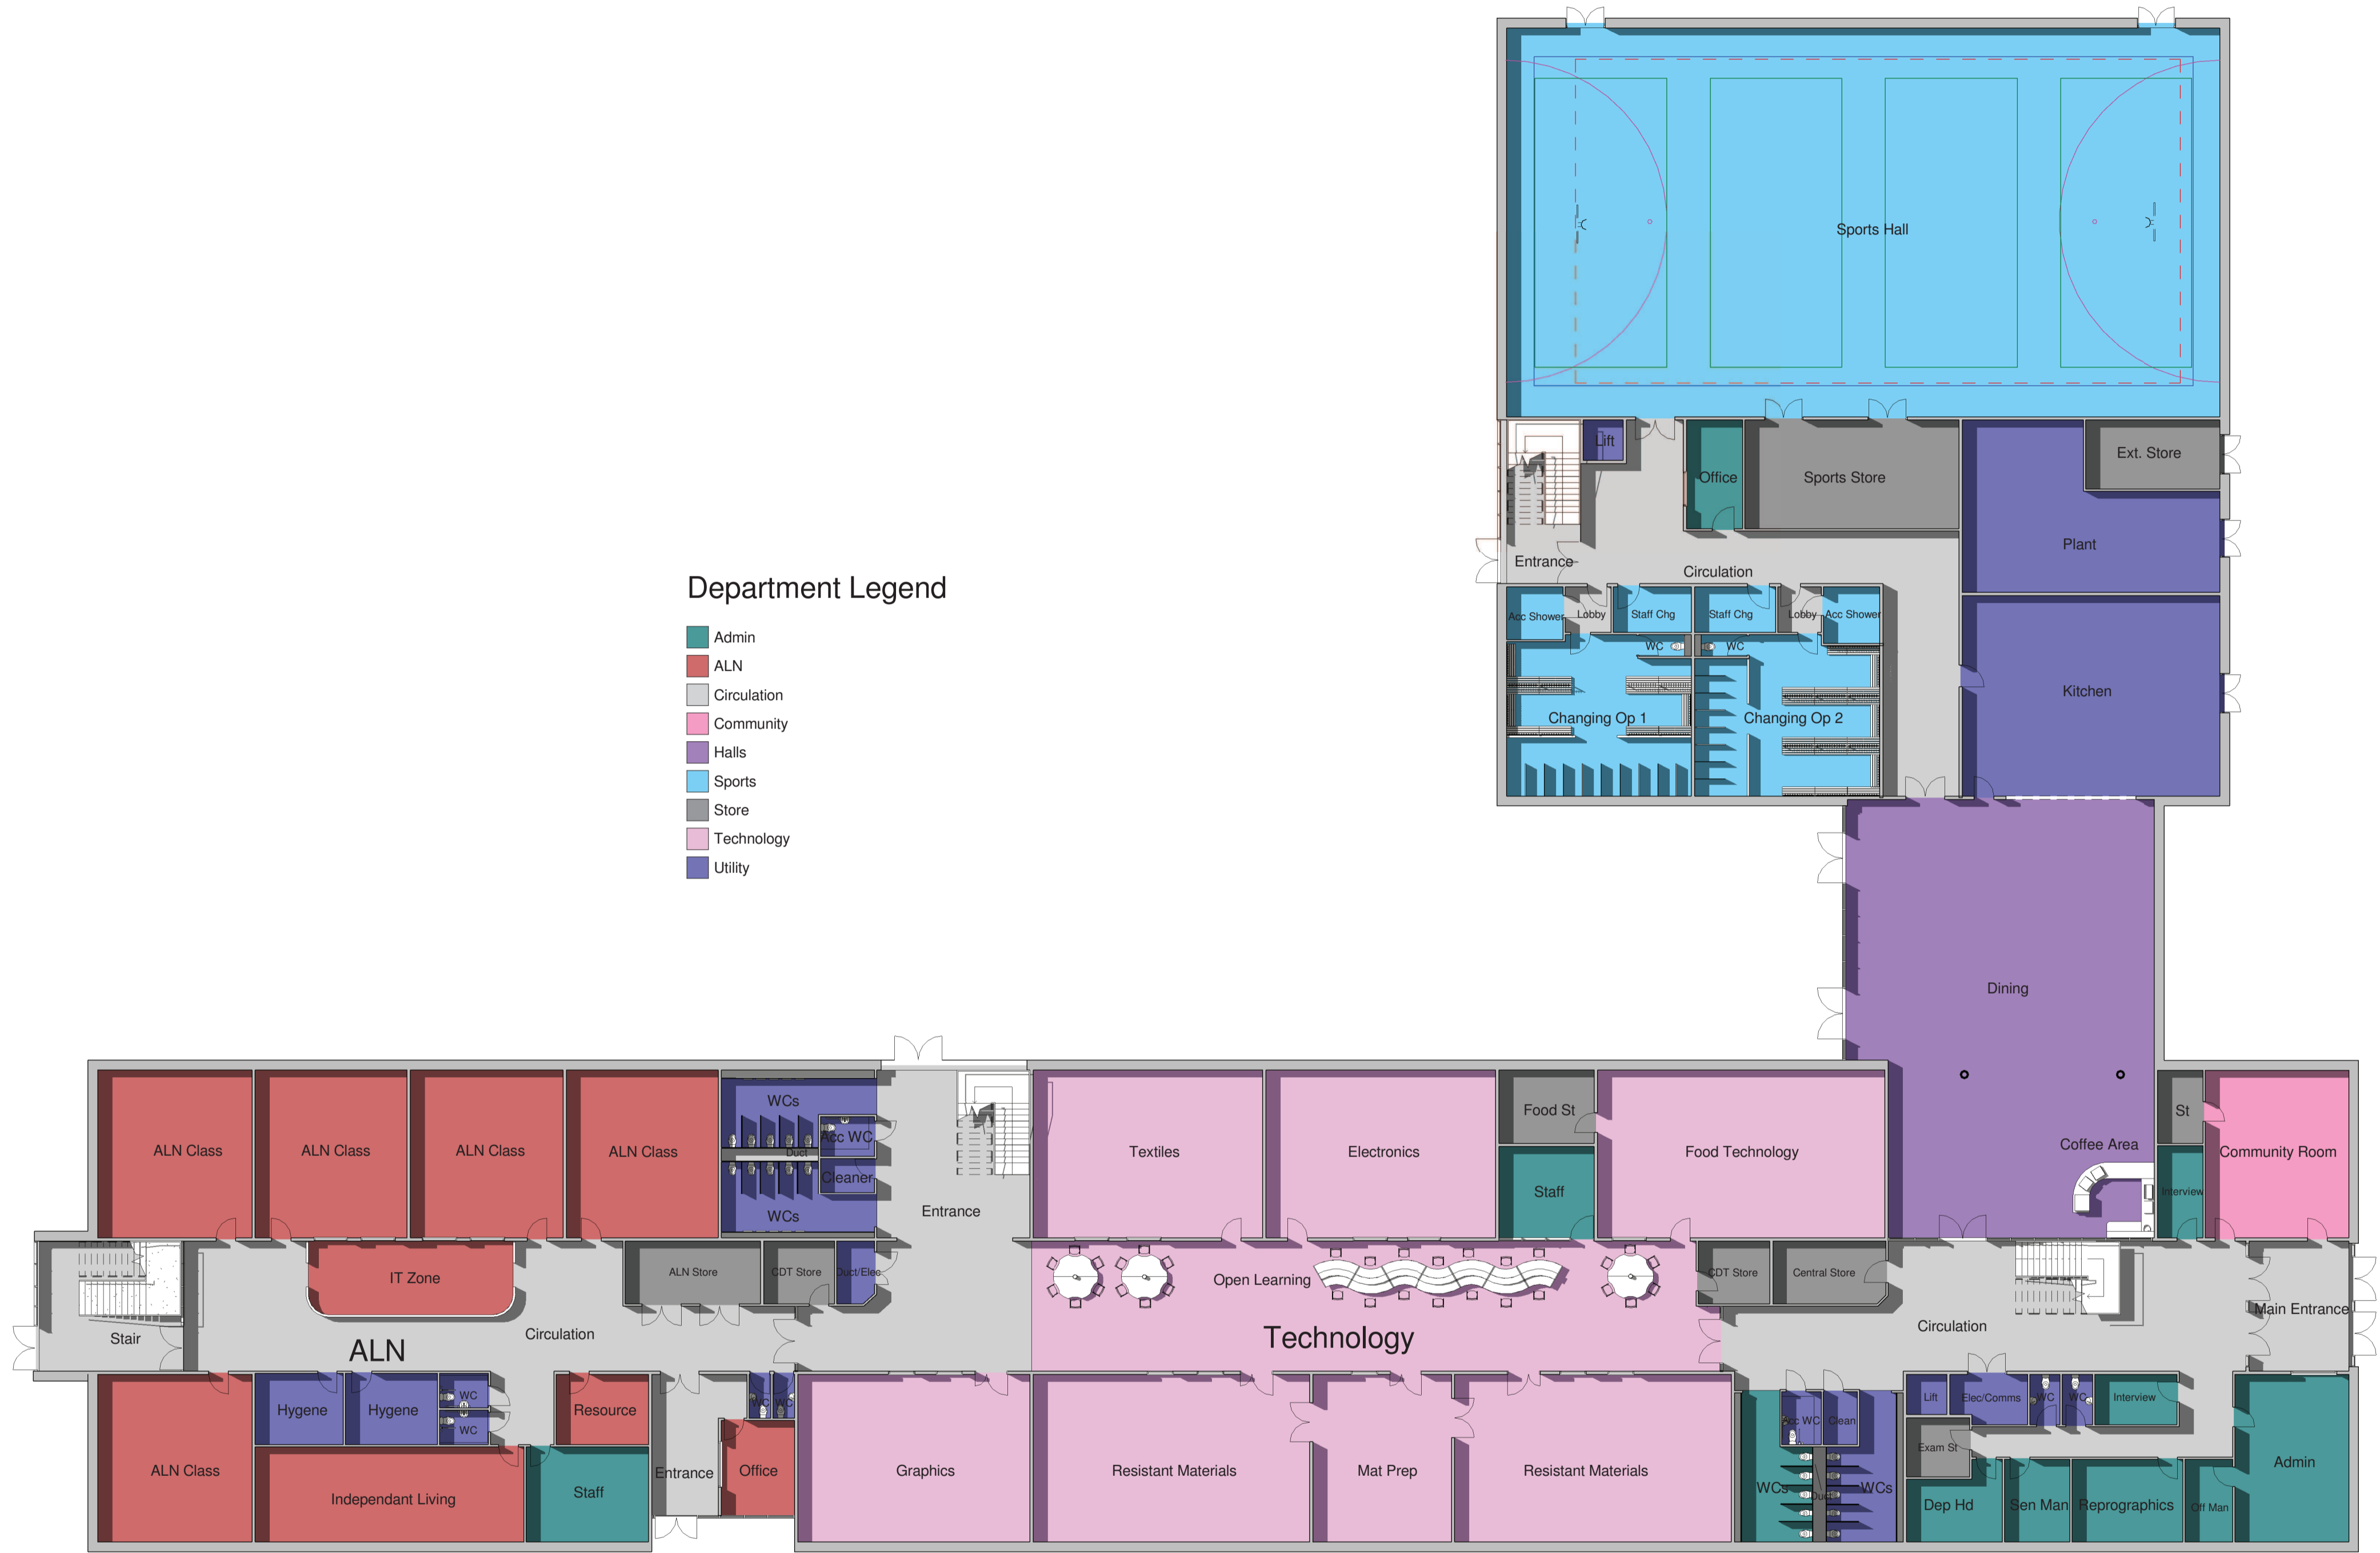 Sports Hall
Lift
Office
Sports Store
Ext. Store
Plant
Entrance
Circulation
Acc Shower
Lobby
Staff Chg
Staff Chg
Lobby
Acc Shower
WC
WC
Kitchen
Changing Op 1
Changing Op 2
Department Legend
Admin
ALN
Circulation
Community
Halls
Sports
Store
Technology
Utility
Dining
Coffee Area
ALN Class
ALN Class
ALN Class
ALN Class
WCs
Acc WC
Duct
Cleaner
WCs
Entrance
Textiles
Electronics
Food St
Staff
Food Technology
St
Interview
Community Room
IT Zone
ALN Store
CDT Store
Duct/Elec
Open Learning
CDT Store
Central Store
Stair
ALN
Circulation
Technology
Circulation
Main Entrance
ALN Class
Hygene
Hygene
WC
WC
Resource
Independant Living
Staff
Entrance
WC
WC
Office
Graphics
Resistant Materials
Mat Prep
Resistant Materials
Acc WC
Clean
WCs
Duct
WCs
Lift
Elec/Comms
WC
WC
Interview
Exam St
Dep Hd
Sen Man
Reprographics
Off Man
Admin